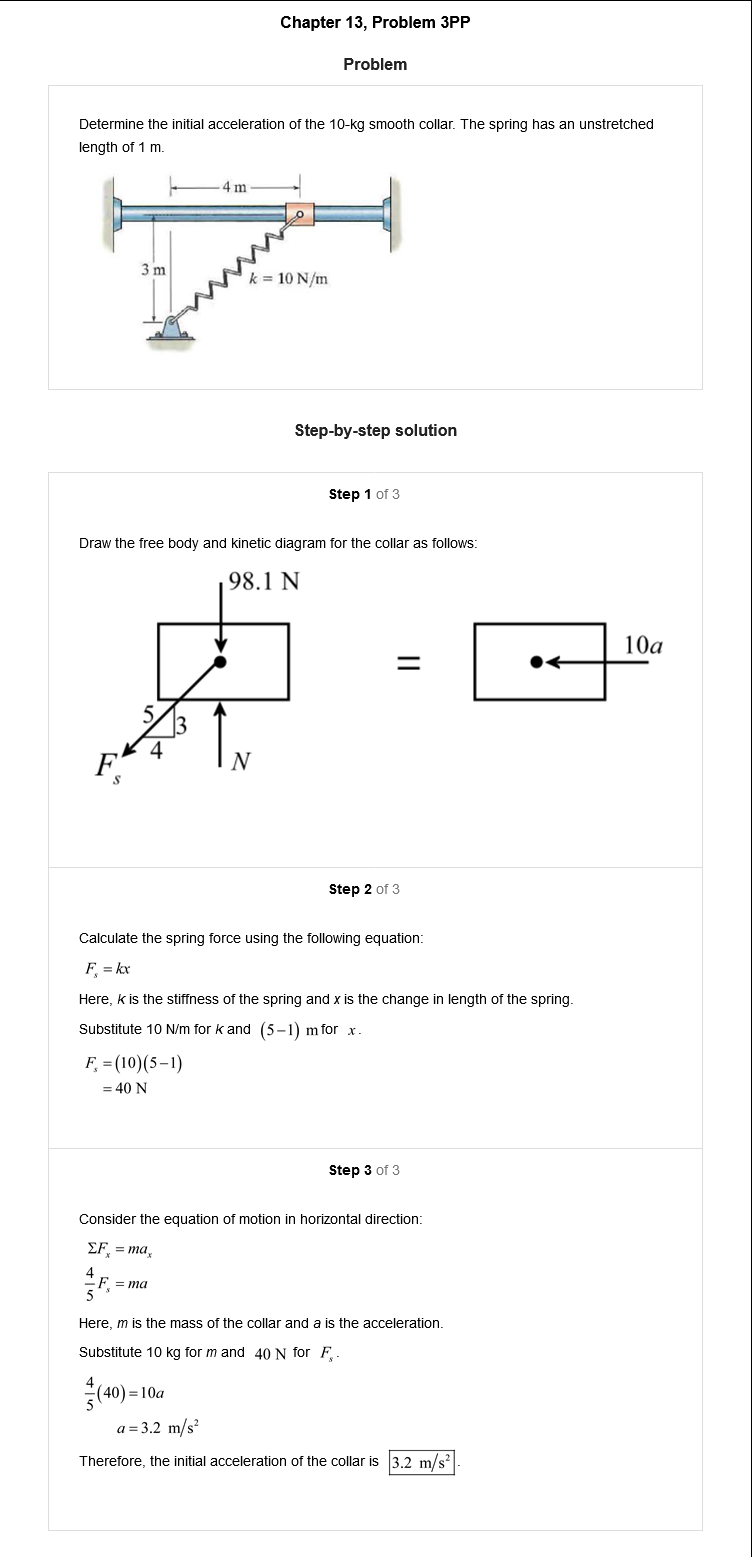 Chapter 13, Problem 3PP
Problem
Determine the initial acceleration of the 10-kg smooth collar. The spring has an unstretched
length of 1 m.
4 m
3 m
k = 10 N/m
Step-by-step solution
Step 1 of 3
Draw the free body and kinetic diagram for the collar as follows:
98.1 N
=
10a
5
3
4
F_s
N
Step 2 of 3
Calculate the spring force using the following equation:
F_s = kx
Here, k is the stiffness of the spring and x is the change in length of the spring.
Substitute 10 N/m for k and (5−1) m for x.
F_s = (10)(5−1)
= 40 N
Step 3 of 3
Consider the equation of motion in horizontal direction:
ΣF_x = ma_x
4/5 F_s = ma
Here, m is the mass of the collar and a is the acceleration.
Substitute 10 kg for m and 40 N for F_s.
4/5 (40) = 10a
a = 3.2 m/s²
Therefore, the initial acceleration of the collar is 3.2 m/s².